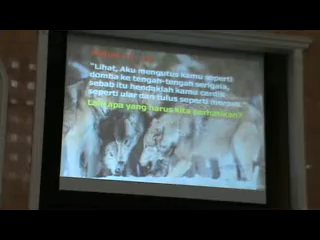 "Lihat, Aku mengutus kamu seperti
domba ke tengah-tengah serigala,
sebab itu hendaklah kamu cerdik
seperti ular dan tulus seperti merpati."
Lalu apa yang harus kita perhatikan?